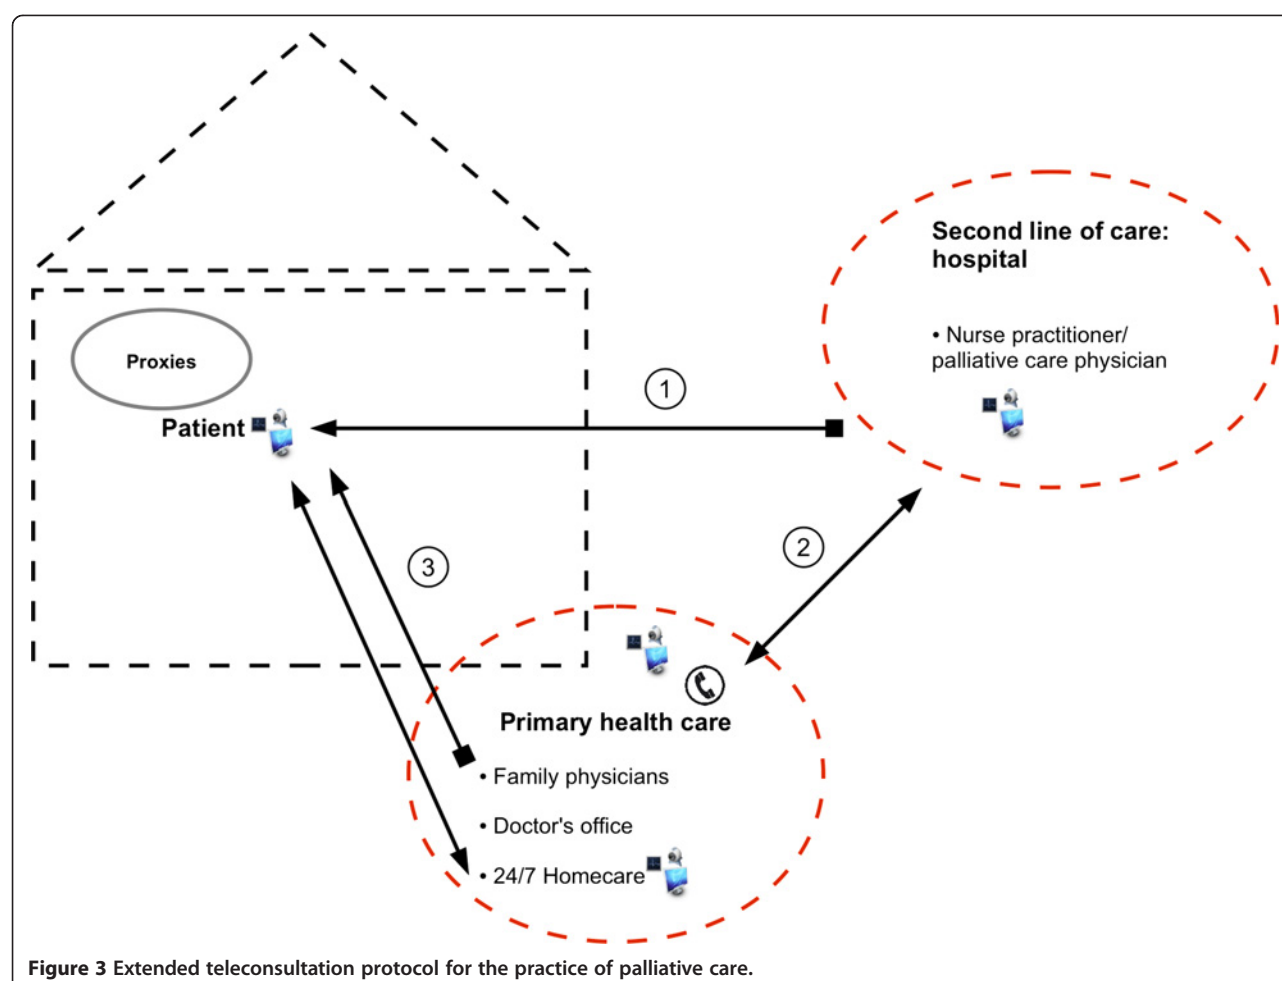 Second line of care:
hospital
• Nurse practitioner/
palliative care physician
Proxies
Patient
1
2
3
Primary health care
• Family physicians
• Doctor's office
• 24/7 Homecare
Figure 3 Extended teleconsultation protocol for the practice of palliative care.